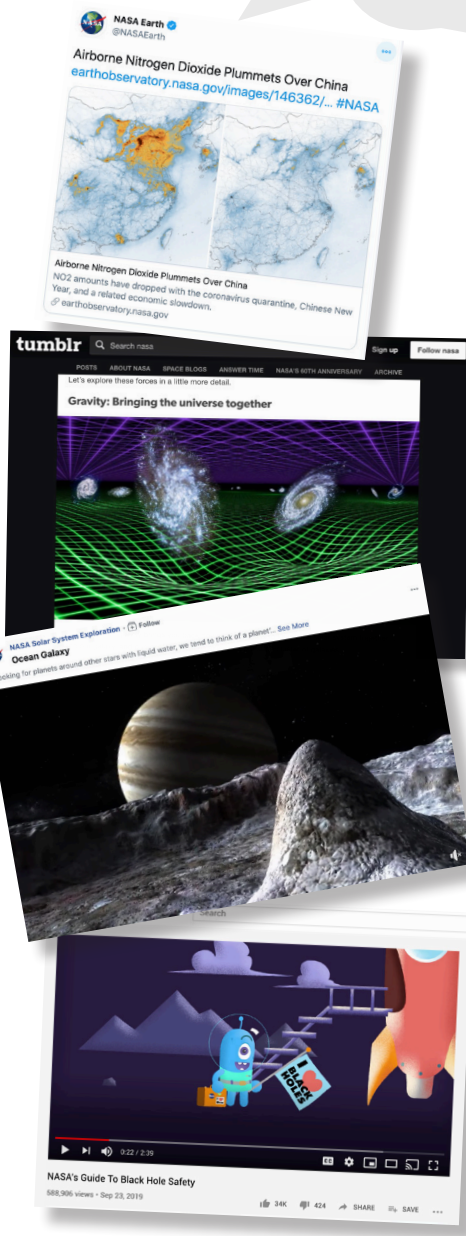 NASA
NASA Earth
@NASAEarth
Airborne Nitrogen Dioxide Plummets Over China
earthobservatory.nasa.gov/images/146362/... #NASA
Airborne Nitrogen Dioxide Plummets Over China
NO2 amounts have dropped with the coronavirus quarantine, Chinese New
Year, and a related economic slowdown.
earthobservatory.nasa.gov
tumblr Search nasa Sign up Follow nasa
POSTS ABOUT NASA SPACE BLOGS ANSWER TIME NASA'S 60TH ANNIVERSARY ARCHIVE
Let's explore these forces in a little more detail.
Gravity: Bringing the universe together
NASA Solar System Exploration · Follow
Ocean Galaxy
ooking for planets around other stars with liquid water, we tend to think of a planet'... See More
Search
I
BLACK
HOLES
0:22 / 2:39
NASA's Guide To Black Hole Safety
588,906 views • Sep 23, 2019
34K 424 SHARE SAVE